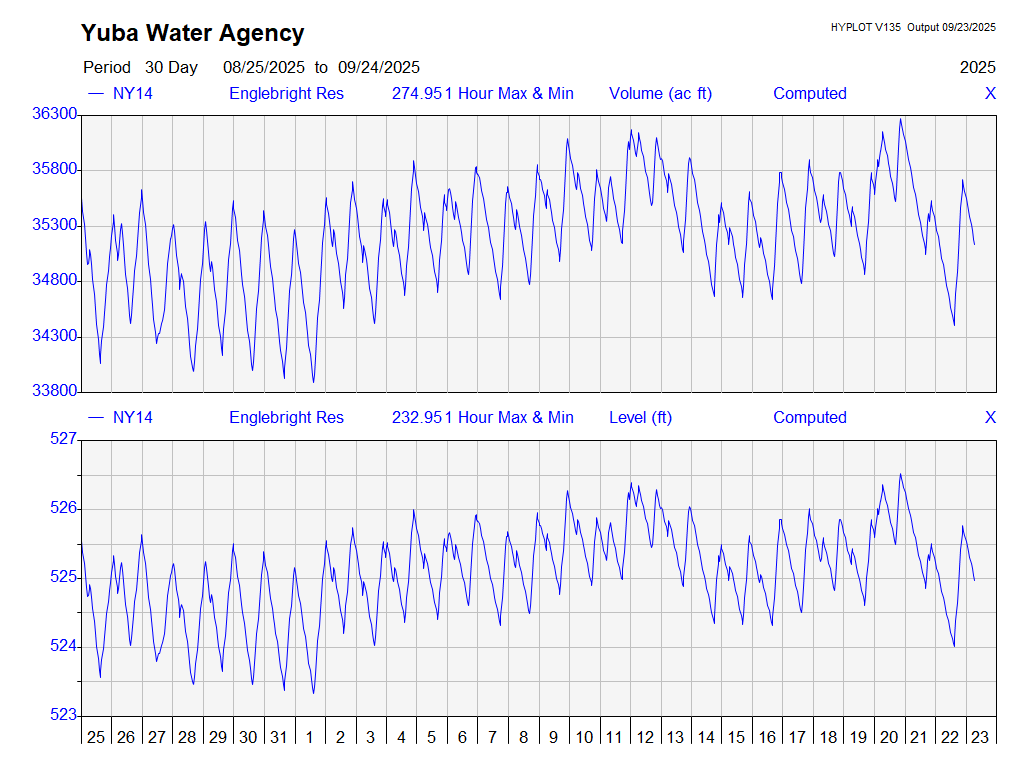 Yuba Water Agency
HYPLOT V135 Output 09/23/2025
Period 30 Day 08/25/2025 to 09/24/2025 2025
NY14 Englebright Res 274.951 Hour Max & Min Volume (ac ft) Computed X
36300
35800
35300
34800
34300
33800
NY14 Englebright Res 232.951 Hour Max & Min Level (ft) Computed X
527
526
525
524
523
25 26 27 28 29 30 31 1 2 3 4 5 6 7 8 9 10 11 12 13 14 15 16 17 18 19 20 21 22 23